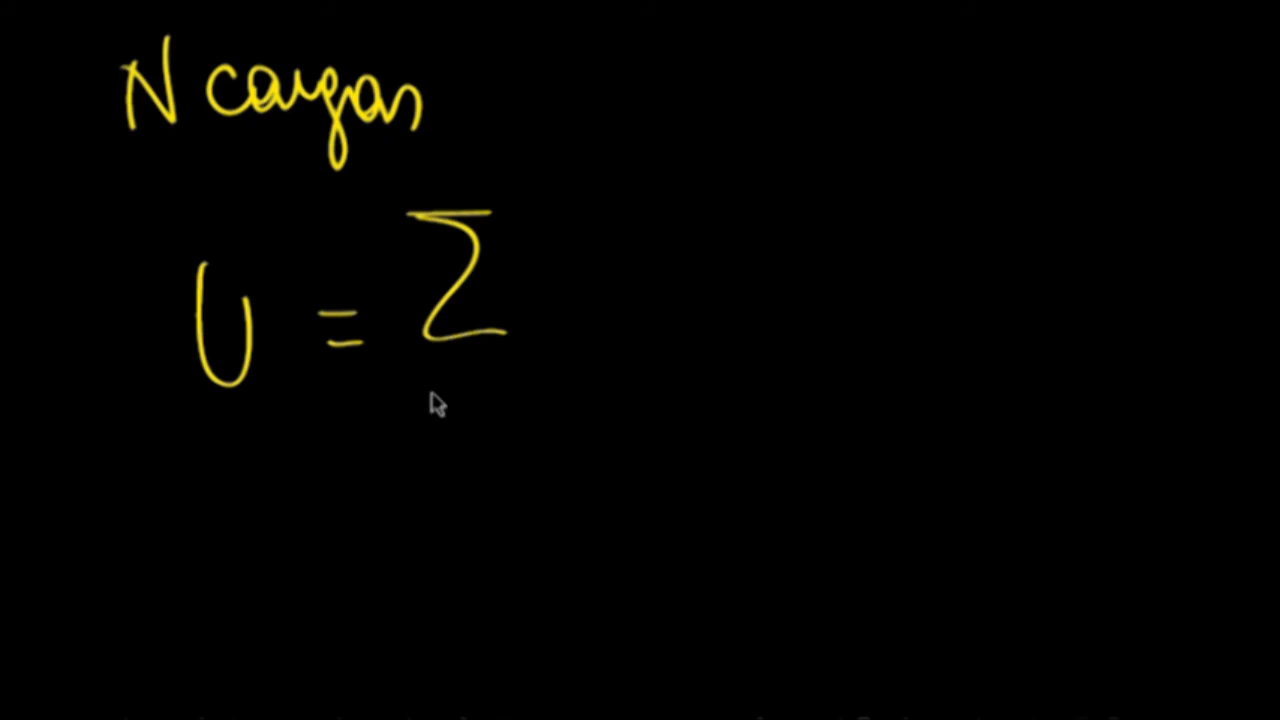 N cargas
U = Σ